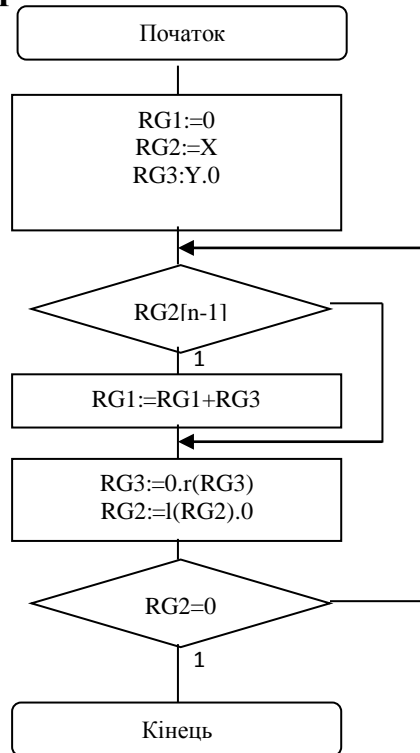 Початок
RG1:=0
RG2:=X
RG3:Y.0
RG2[n-1]
1
RG1:=RG1+RG3
RG3:=0.r(RG3)
RG2:=l(RG2).0
RG2=0
1
Кінець